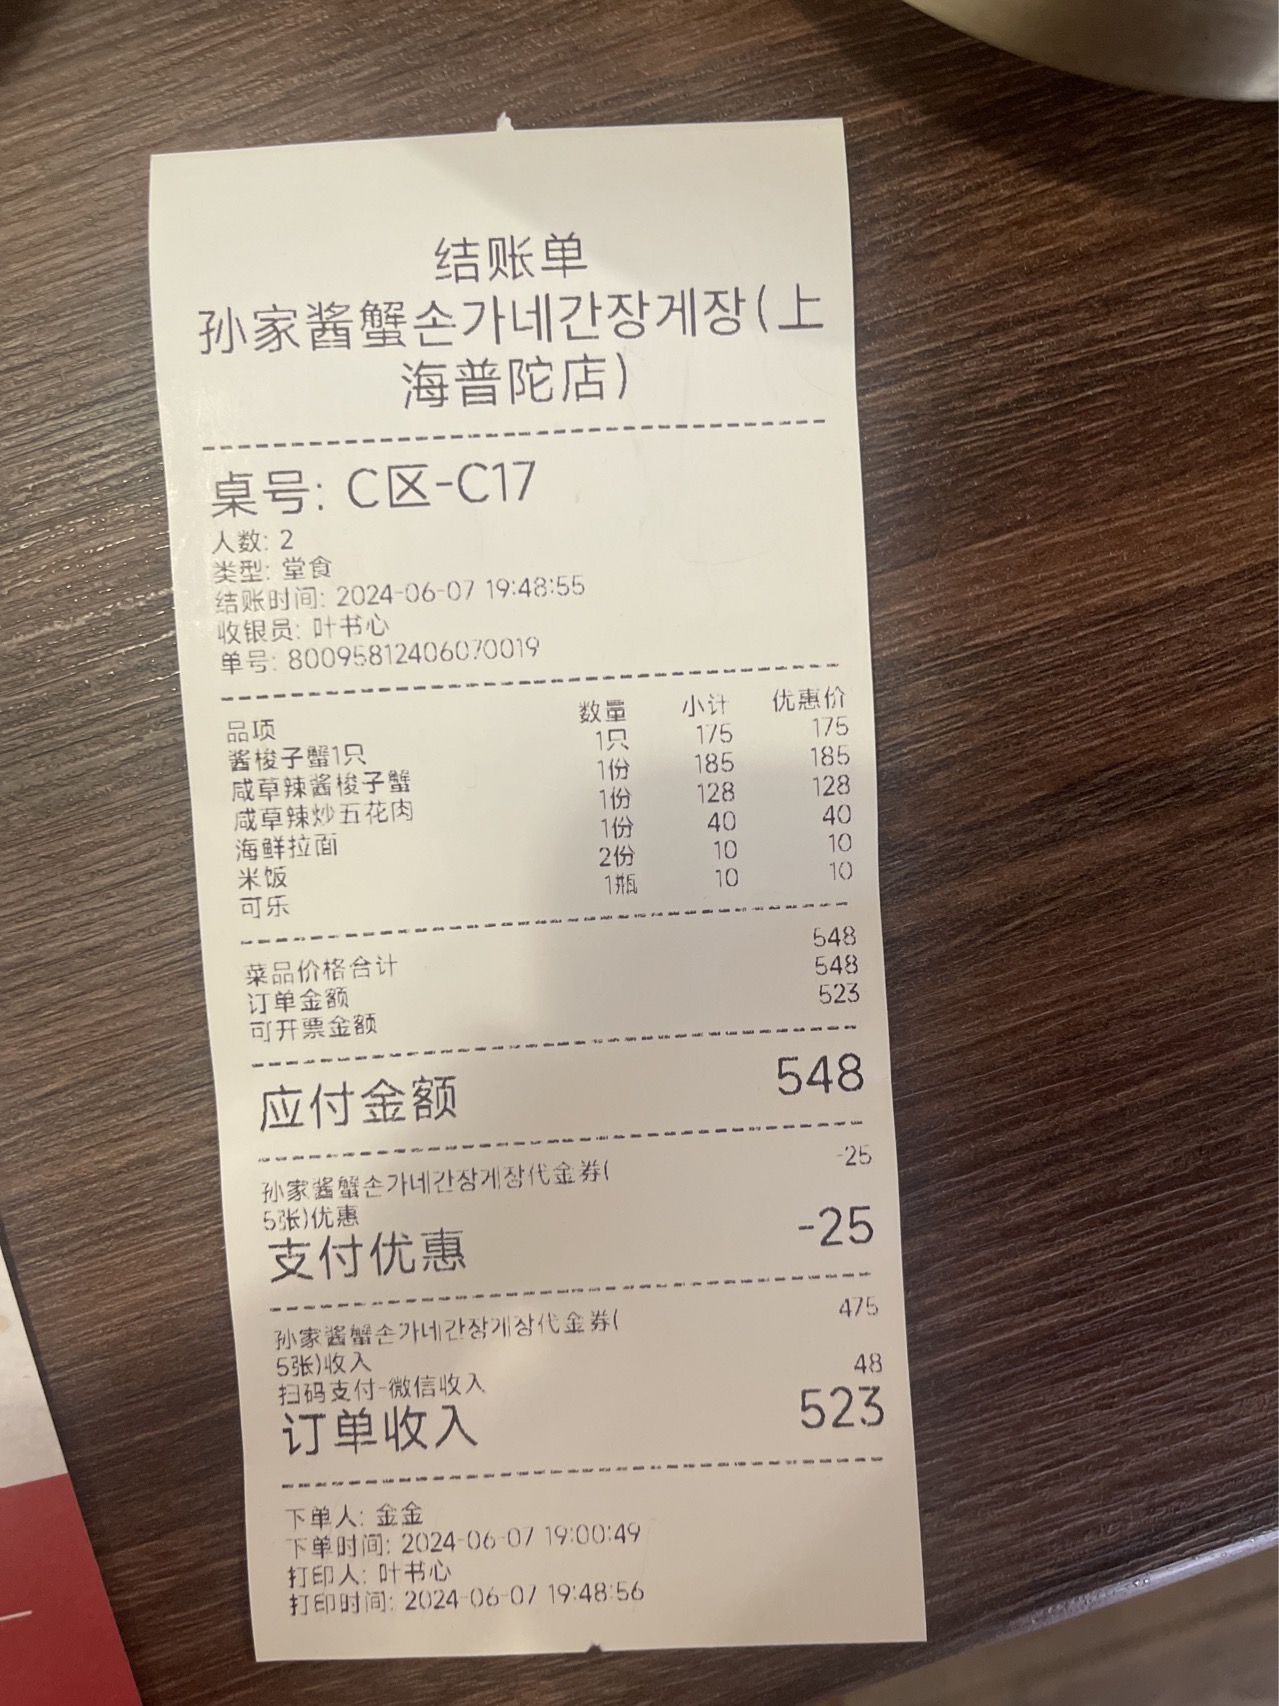 结账单
孙家酱蟹손가네간장게장(上
海普陀店)
桌号: C区-C17
人数: 2
类型: 堂食
结账时间: 2024-06-07 19:48:55
收银员: 叶书心
单号: 80095812406070019
品项 数量 小计 优惠价
酱梭子蟹1只 1只 175 175
咸草辣酱梭子蟹 1份 185 185
咸草辣炒五花肉 1份 128 128
海鲜拉面 1份 40 40
米饭 2份 10 10
可乐 1瓶 10 10
菜品价格合计 548
订单金额 548
可开票金额 523
应付金额 548
孙家酱蟹손가네간장게장代金券( -25
5张)优惠
支付优惠 -25
孙家酱蟹손가네간장게장代金券( 475
5张)收入
扫码支付-微信收入 48
订单收入 523
下单人: 金金
下单时间: 2024-06-07 19:00:49
打印人: 叶书心
打印时间: 2024-06-07 19:48:56